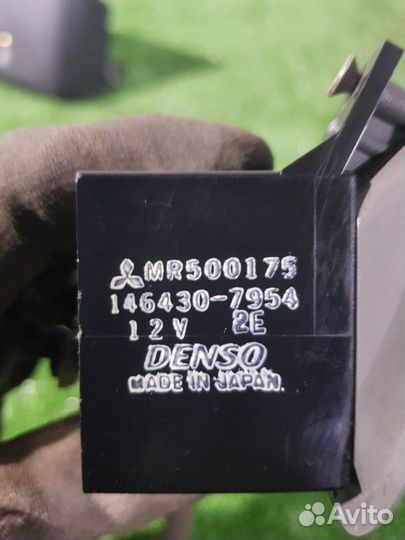 MR500175
146430-7954
12V 2E
DENSO
MADE IN JAPAN.
Avito